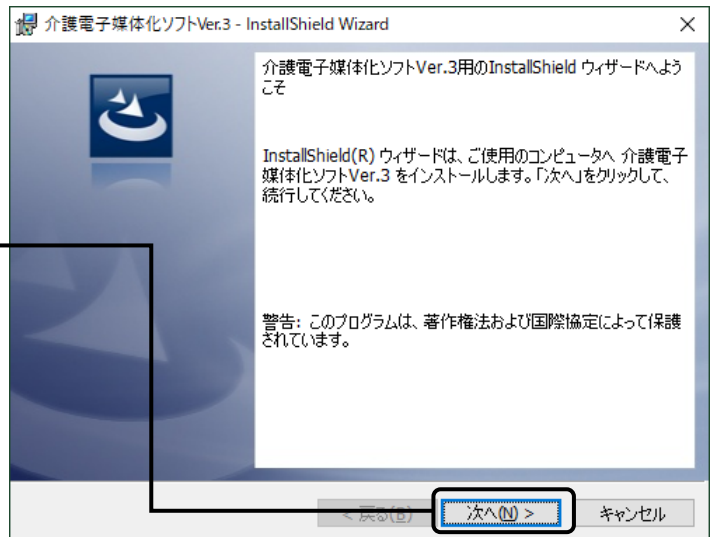 介護電子媒体化ソフトVer.3 - InstallShield Wizard
介護電子媒体化ソフトVer.3用のInstallShield ウィザードへよう
こそ
InstallShield(R) ウィザードは、ご使用のコンピュータへ 介護電子
媒体化ソフトVer.3 をインストールします。「次へ」をクリックして、
続行してください。
警告: このプログラムは、著作権法および国際協定によって保護
されています。
< 戻る(B) 次へ(N) > キャンセル